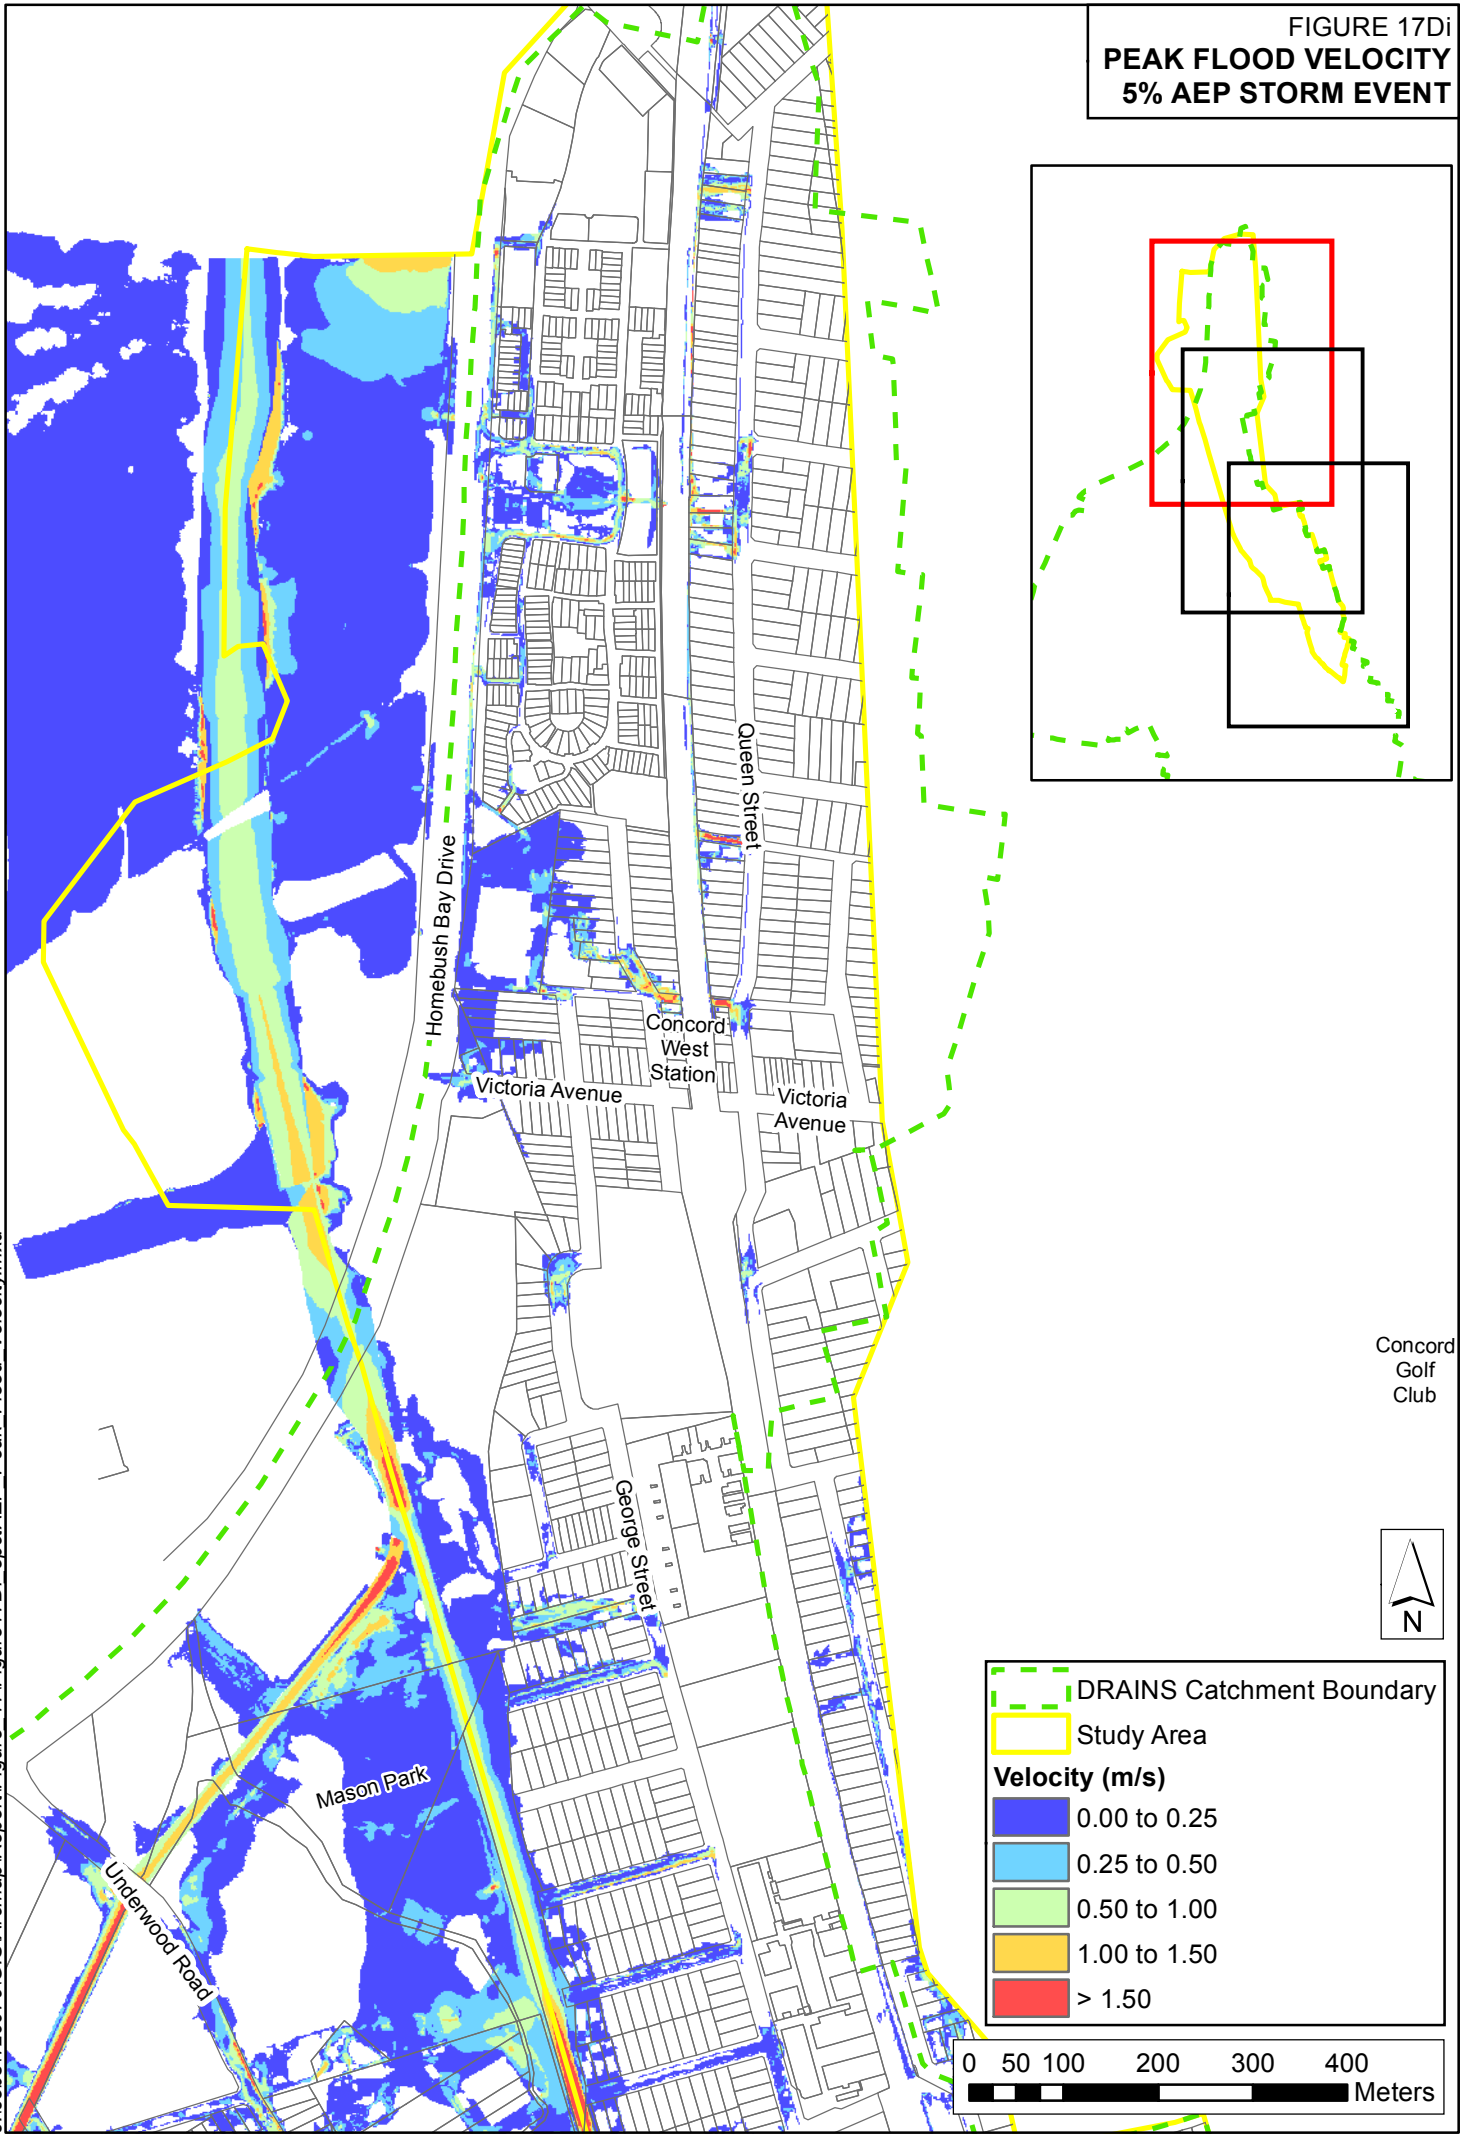 FIGURE 17Di
PEAK FLOOD VELOCITY
5% AEP STORM EVENT
Queen Street
Homebush Bay Drive
Concord
West
Station
Victoria Avenue
Victoria
Avenue
Concord
Golf
Club
George Street
Mason Park
Underwood Road
N
DRAINS Catchment Boundary
Study Area
Velocity (m/s)
0.00 to 0.25
0.25 to 0.50
0.50 to 1.00
1.00 to 1.50
> 1.50
0 50 100 200 300 400
Meters